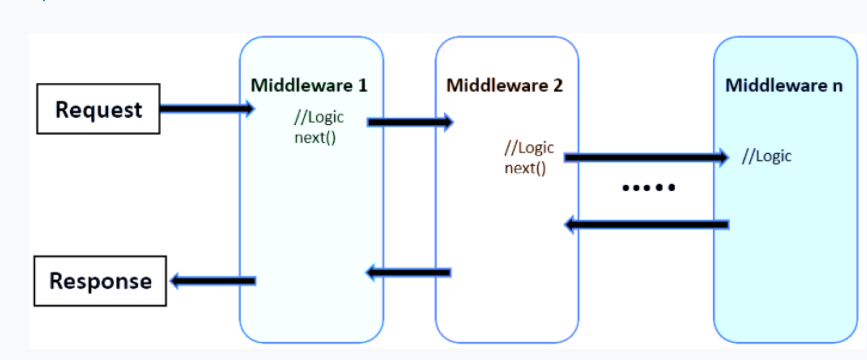 Middleware 1
Middleware 2
Middleware n
Request
//Logic
next()
//Logic
next()
//Logic
.....
Response